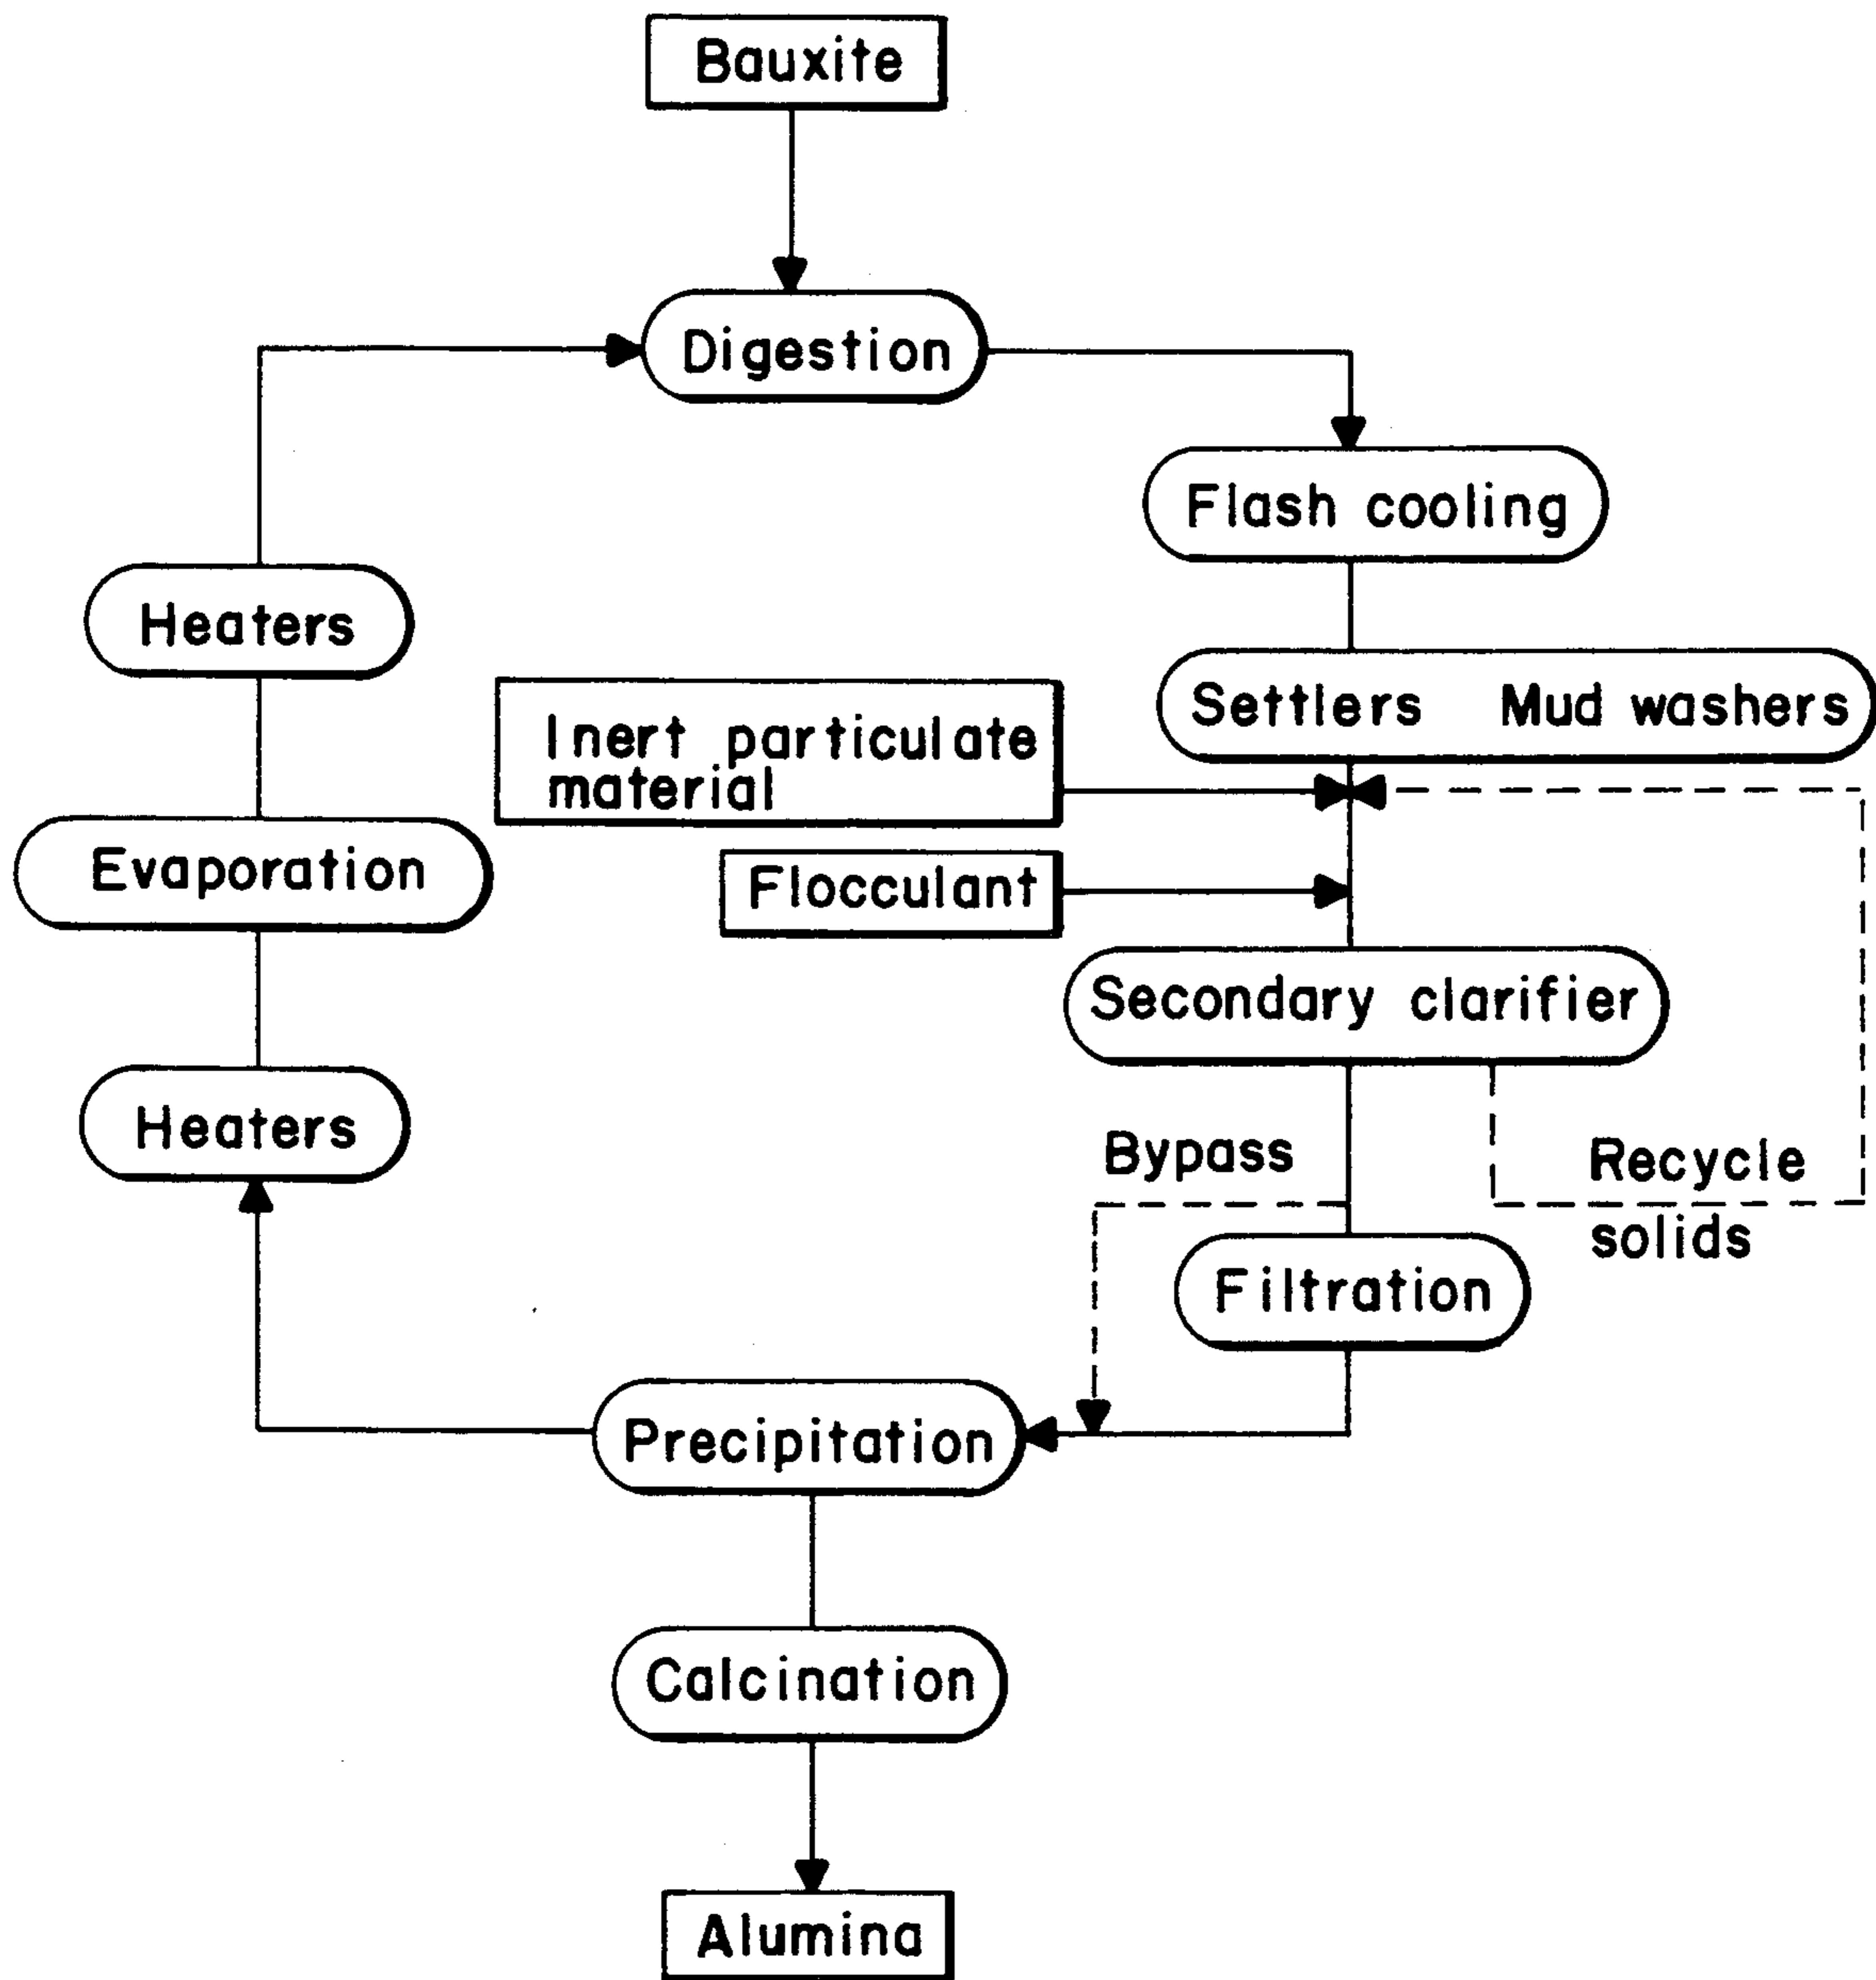 Bauxite
Digestion
Flash cooling
Heaters
Settlers Mud washers
Inert particulate
material
Evaporation
Flocculant
Secondary clarifier
Heaters
Bypass
Recycle
solids
Filtration
Precipitation
Calcination
Alumina